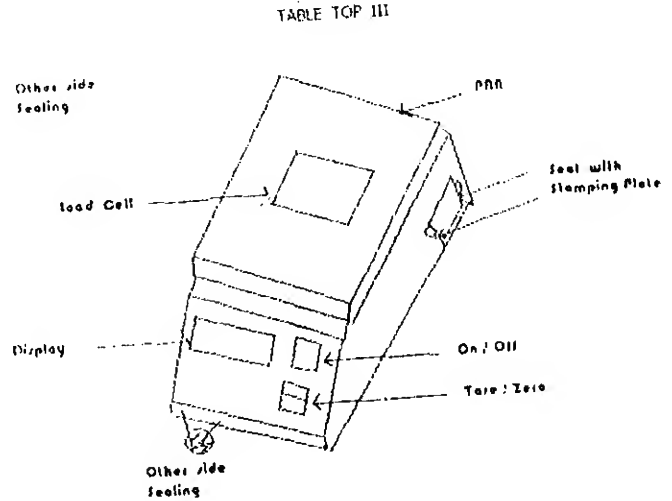 TABLE TOP III
Other side
Sealing
PAN
Seal with
Stamping Plate
Load Cell
Display
On / Off
Tare / Zero
Other side
Sealing